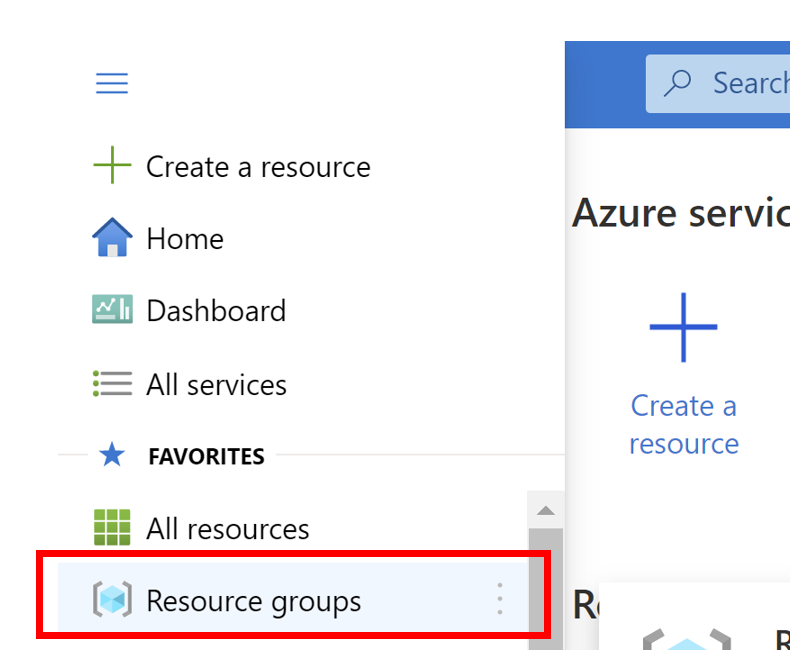 Search
Create a resource
Home
Dashboard
All services
FAVORITES
All resources
Resource groups
Azure servic
Create a
resource
R